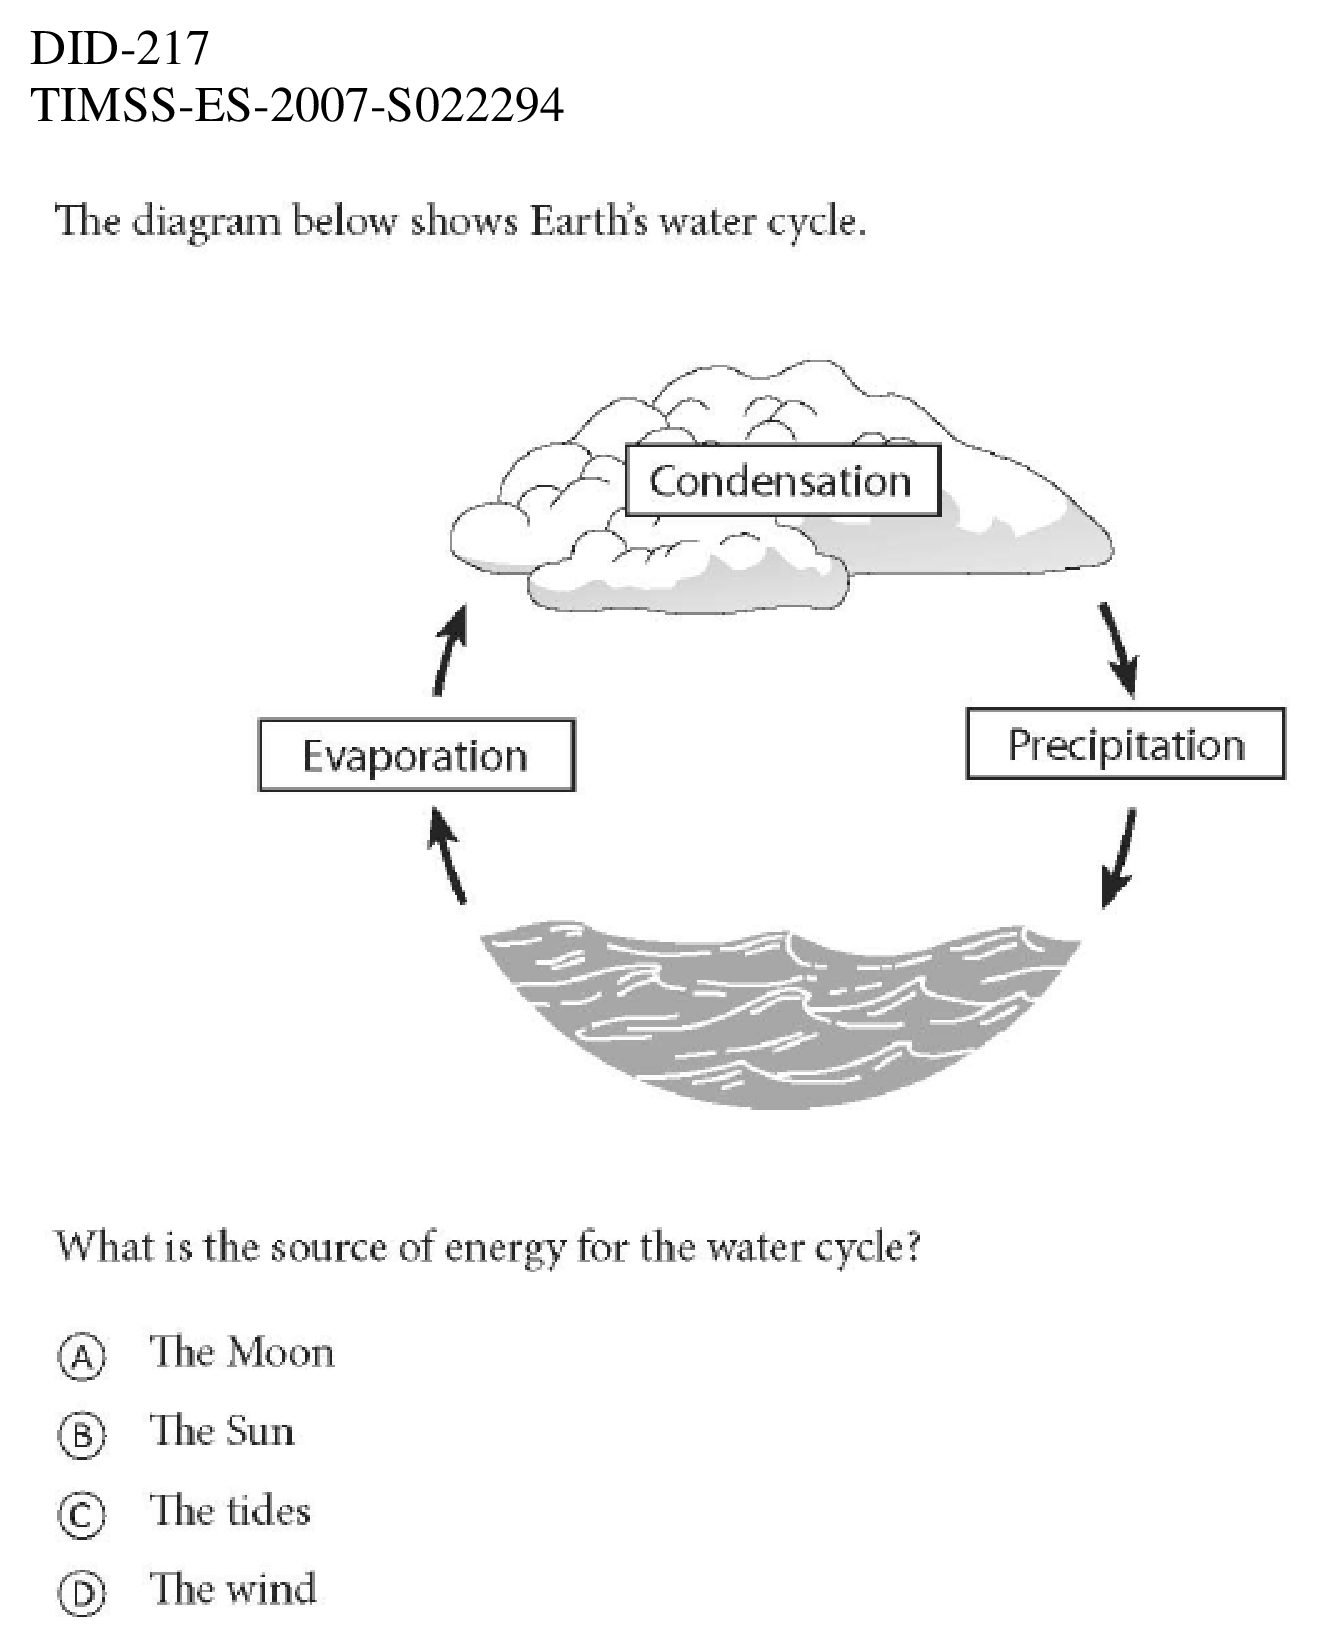 DID-217
TIMSS-ES-2007-S022294
The diagram below shows Earth's water cycle.
Condensation
Evaporation
Precipitation
What is the source of energy for the water cycle?
A The Moon
B The Sun
C The tides
D The wind